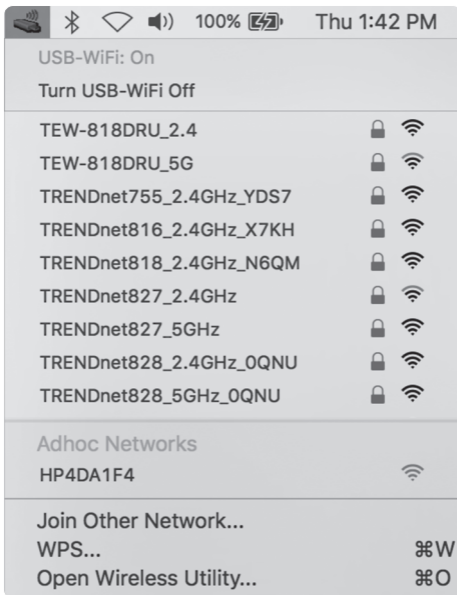 100% Thu 1:42 PM
USB-WiFi: On
Turn USB-WiFi Off
TEW-818DRU_2.4
TEW-818DRU_5G
TRENDnet755_2.4GHz_YDS7
TRENDnet816_2.4GHz_X7KH
TRENDnet818_2.4GHz_N6QM
TRENDnet827_2.4GHz
TRENDnet827_5GHz
TRENDnet828_2.4GHz_0QNU
TRENDnet828_5GHz_0QNU
Adhoc Networks
HP4DA1F4
Join Other Network...
WPS... ⌘W
Open Wireless Utility... ⌘O